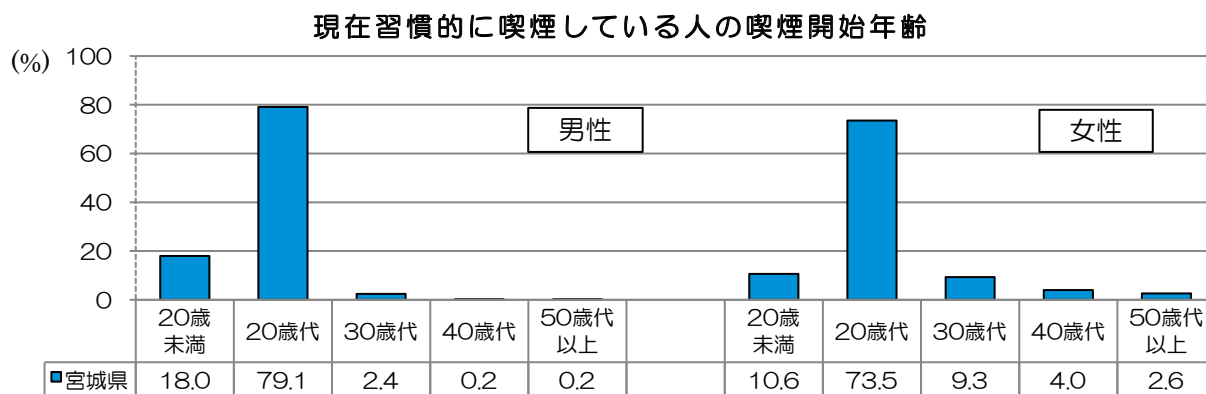 現在習慣的に喫煙している人の喫煙開始年齢
(%)
100
80
60
40
20
0
男性
女性
20歳未満 20歳代 30歳代 40歳代 50歳代以上 20歳未満 20歳代 30歳代 40歳代 50歳代以上
宮城県 18.0 79.1 2.4 0.2 0.2 10.6 73.5 9.3 4.0 2.6